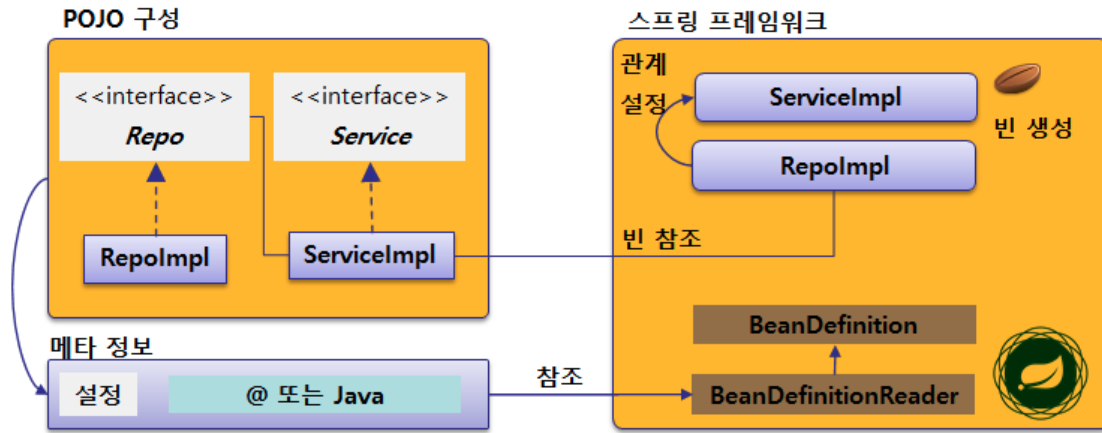 POJO 구성
<<interface>>
Repo
<<interface>>
Service
RepoImpl
ServiceImpl
메타 정보
설정
@ 또는 Java
참조
스프링 프레임워크
관계
설정
ServiceImpl
RepoImpl
빈 생성
빈 참조
BeanDefinition
BeanDefinitionReader